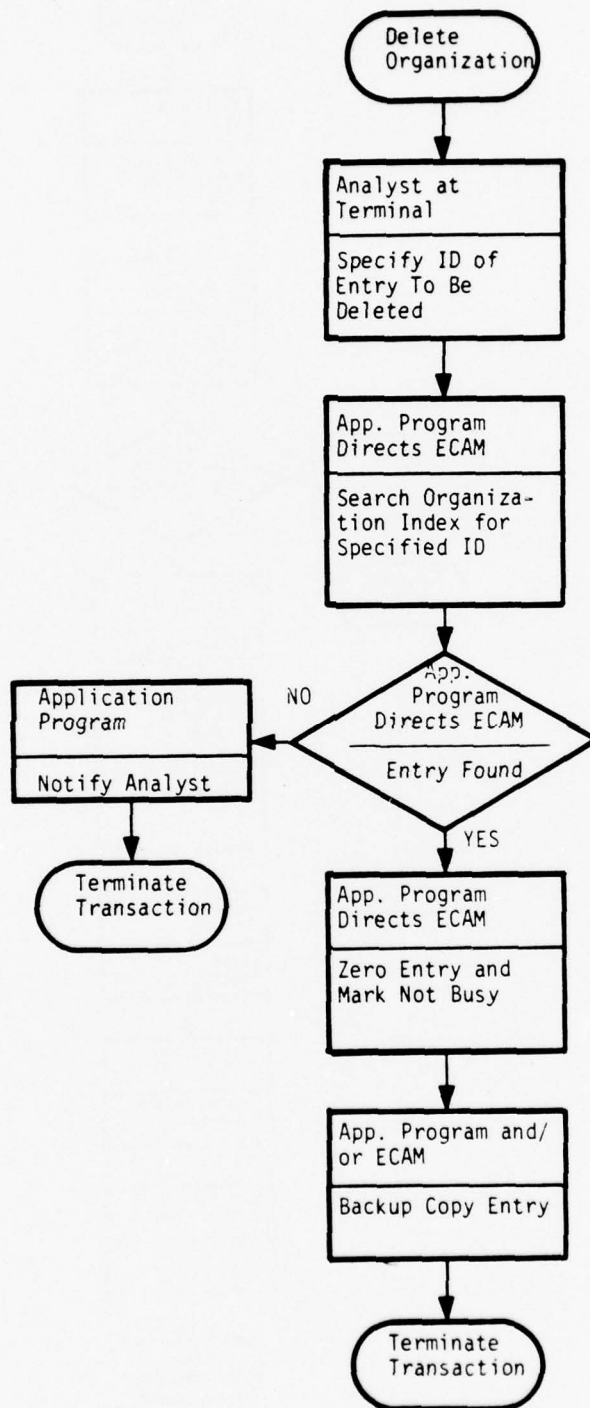 Delete
Organization
Analyst at
Terminal
Specify ID of
Entry To Be
Deleted
App. Program
Directs ECAM
Search Organiza-
tion Index for
Specified ID
App.
Program
Directs ECAM
Entry Found
NO
Application
Program
Notify Analyst
Terminate
Transaction
YES
App. Program
Directs ECAM
Zero Entry and
Mark Not Busy
App. Program and/
or ECAM
Backup Copy Entry
Terminate
Transaction